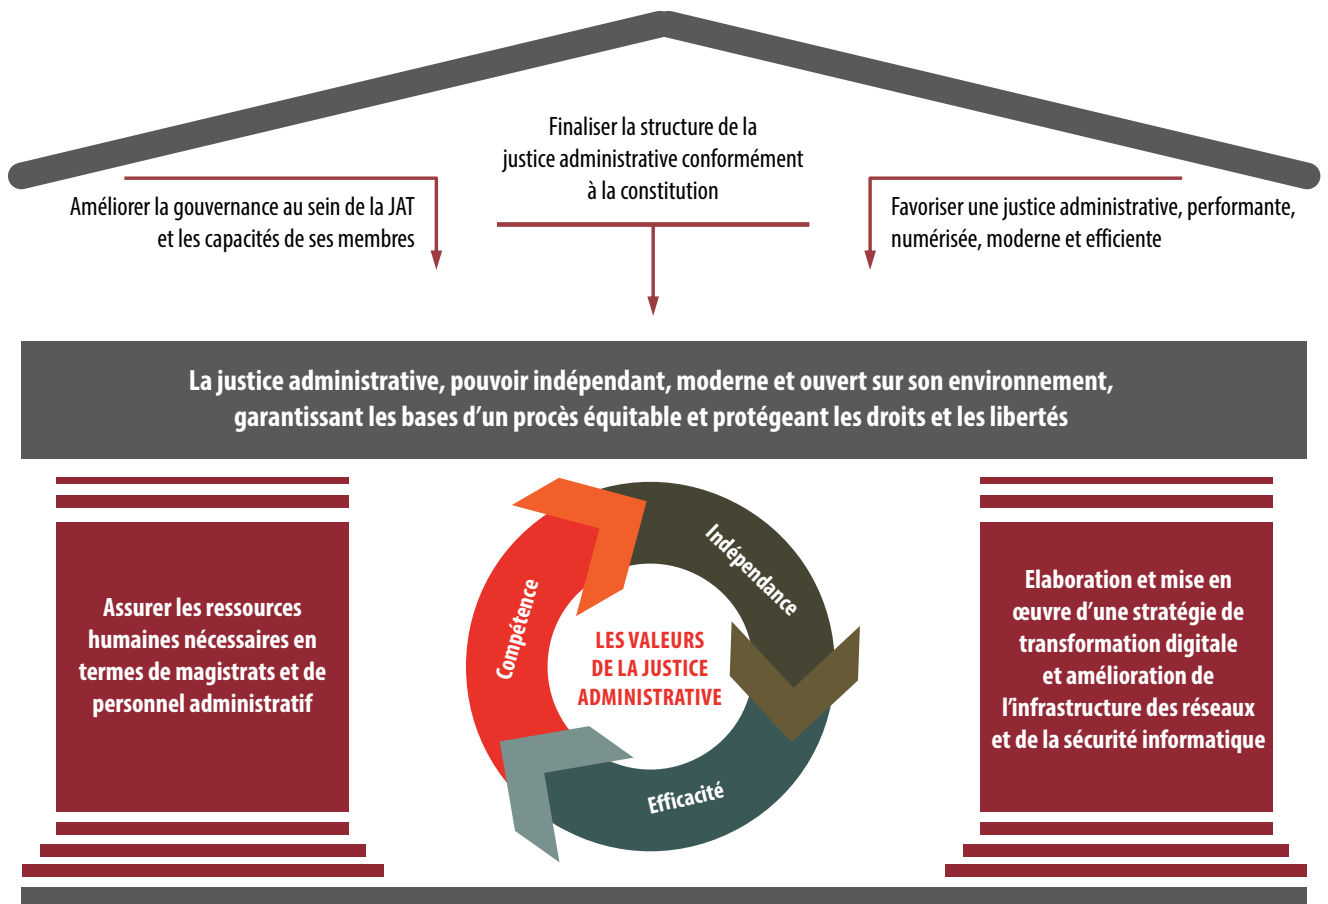 Finaliser la structure de la
justice administrative conformément
à la constitution
Améliorer la gouvernance au sein de la JAT
et les capacités de ses membres
Favoriser une justice administrative, performante,
numérisée, moderne et efficiente
La justice administrative, pouvoir indépendant, moderne et ouvert sur son environnement,
garantissant les bases d’un procès équitable et protégeant les droits et les libertés
Assurer les ressources
humaines nécessaires en
termes de magistrats et de
personnel administratif
Compétence
Indépendance
Efficacité
LES VALEURS
DE LA JUSTICE
ADMINISTRATIVE
Elaboration et mise en
œuvre d’une stratégie de
transformation digitale
et amélioration de
l’infrastructure des réseaux
et de la sécurité informatique